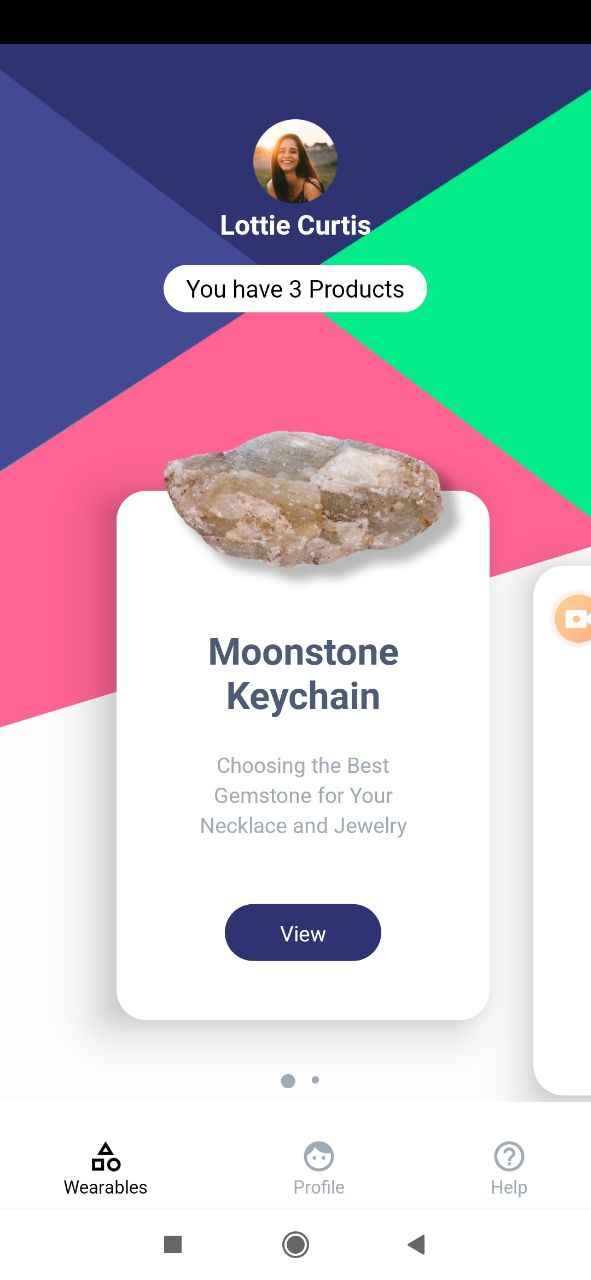 Lottie Curtis
You have 3 Products
Moonstone
Keychain
Choosing the Best
Gemstone for Your
Necklace and Jewelry
View
Wearables
Profile
Help